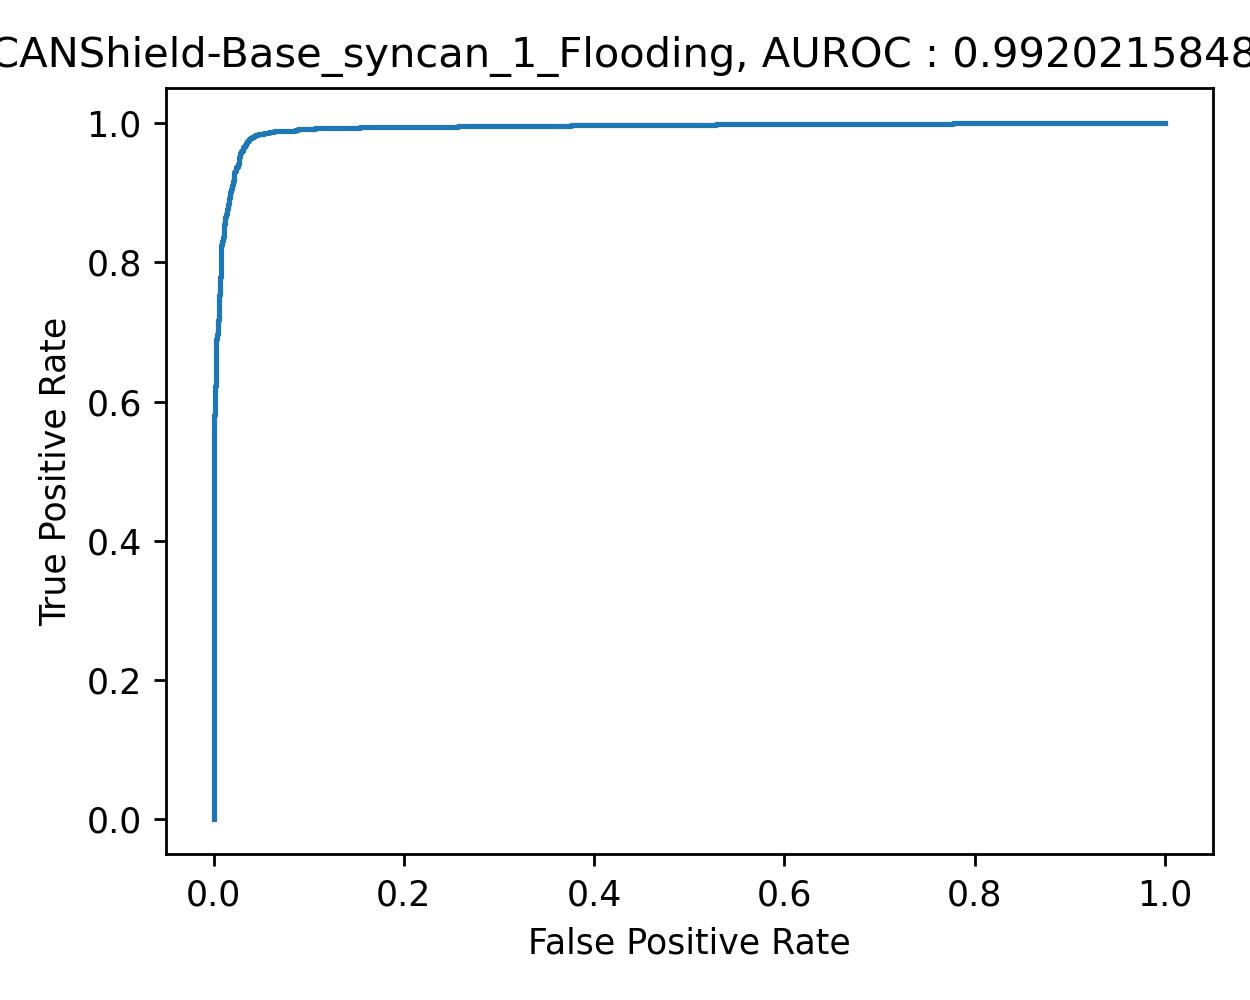 CANShield-Base_syncan_1_Flooding, AUROC : 0.9920215848
1.0
0.8
0.6
0.4
0.2
0.0
True Positive Rate
0.0 0.2 0.4 0.6 0.8 1.0
False Positive Rate